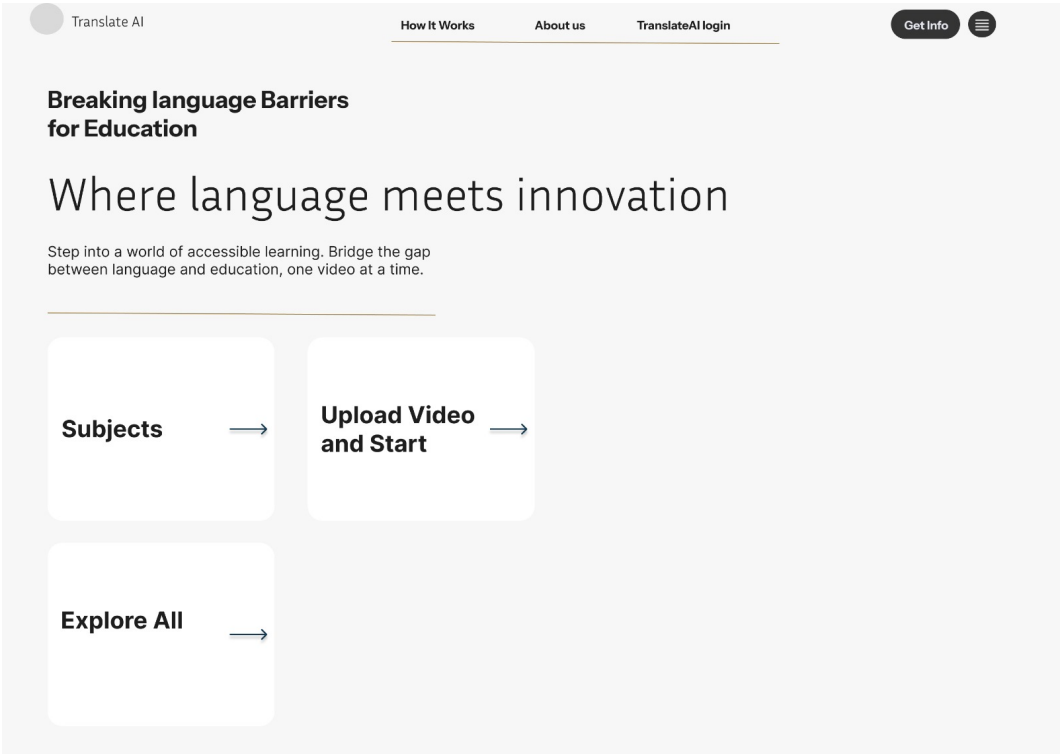 Translate AI
How It Works
About us
TranslateAI login
Get Info
Breaking language Barriers
for Education
Where language meets innovation
Step into a world of accessible learning. Bridge the gap
between language and education, one video at a time.
Subjects
Upload Video
and Start
Explore All